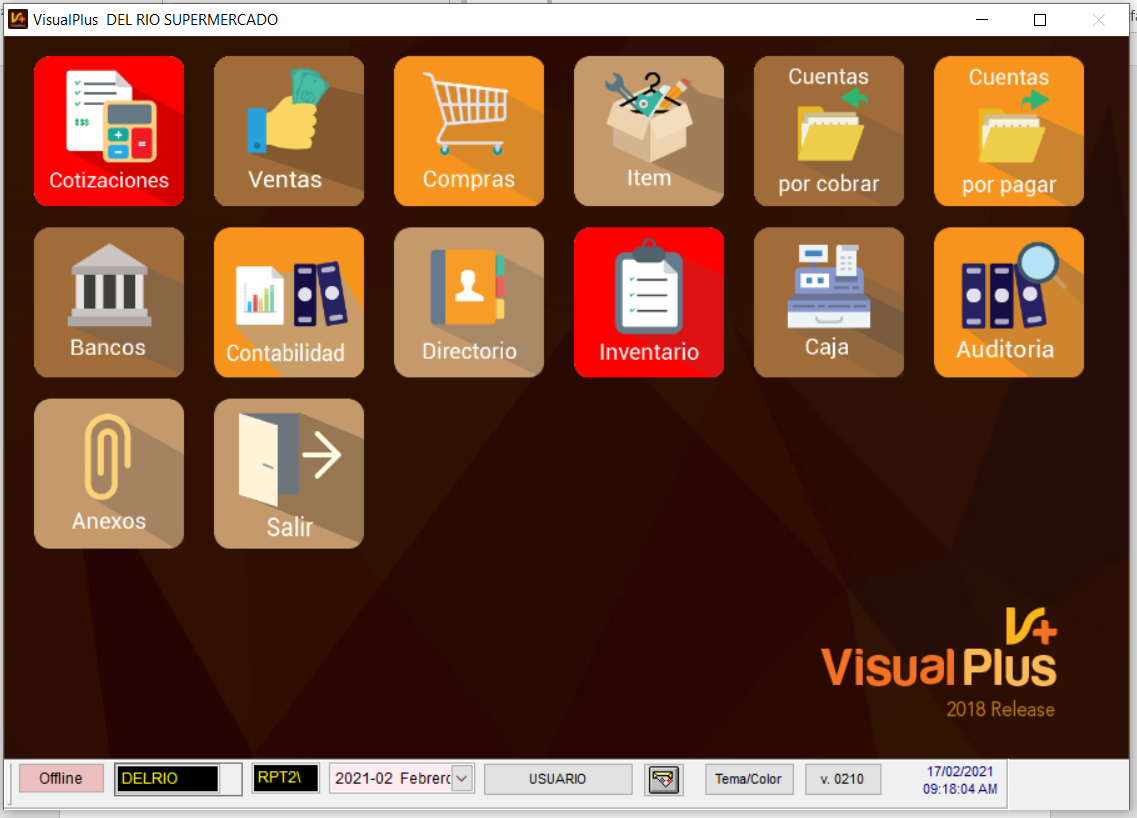 VisualPlus DEL RIO SUPERMERCADO
$$$
Cotizaciones
Ventas
Compras
Item
Cuentas
por cobrar
Cuentas
por pagar
Bancos
Contabilidad
Directorio
Inventario
Caja
Auditoria
Anexos
Salir
V+
Visual Plus
2018 Release
Offline
DELRIO
RPT2\
2021-02 Febrero
USUARIO
Tema/Color
v. 0210
17/02/2021
09:18:04 AM